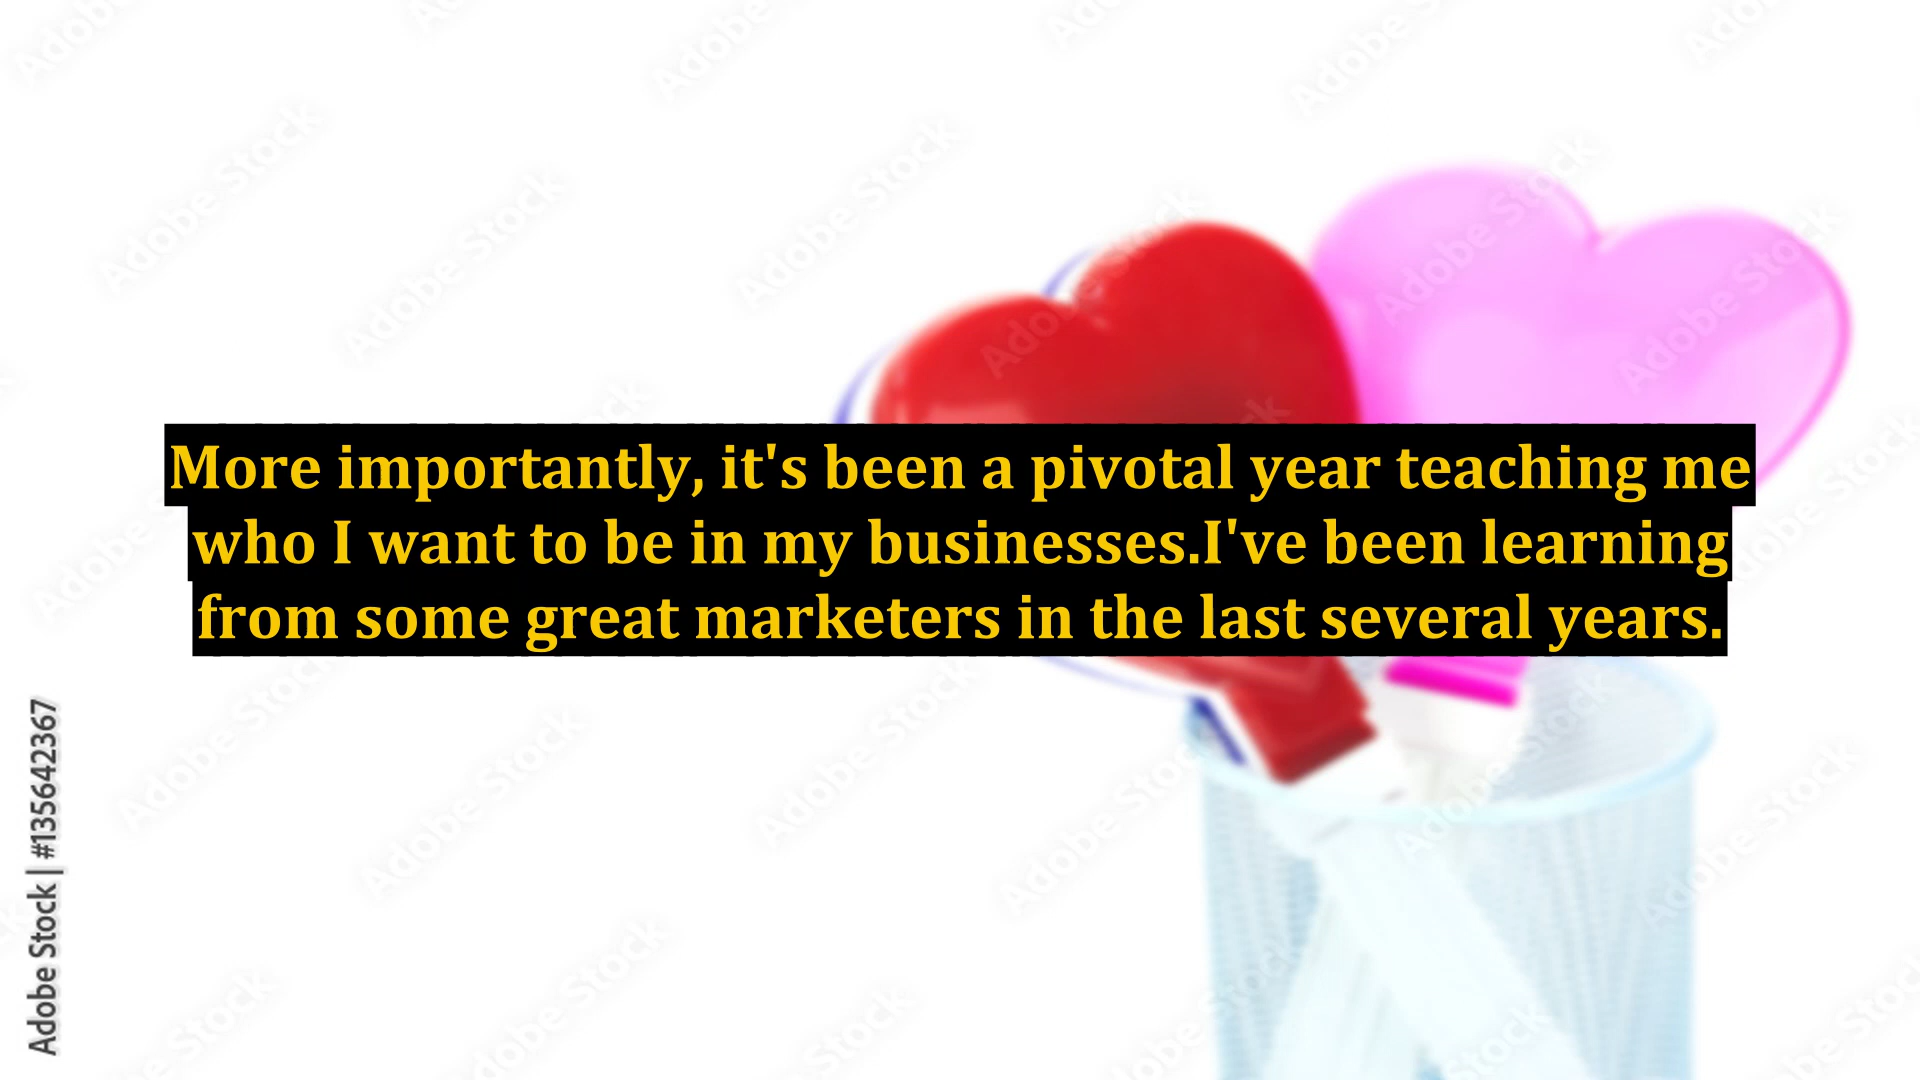 More importantly, it's been a pivotal year teaching me
who I want to be in my businesses.I've been learning
from some great marketers in the last several years.
Adobe Stock | #135642367